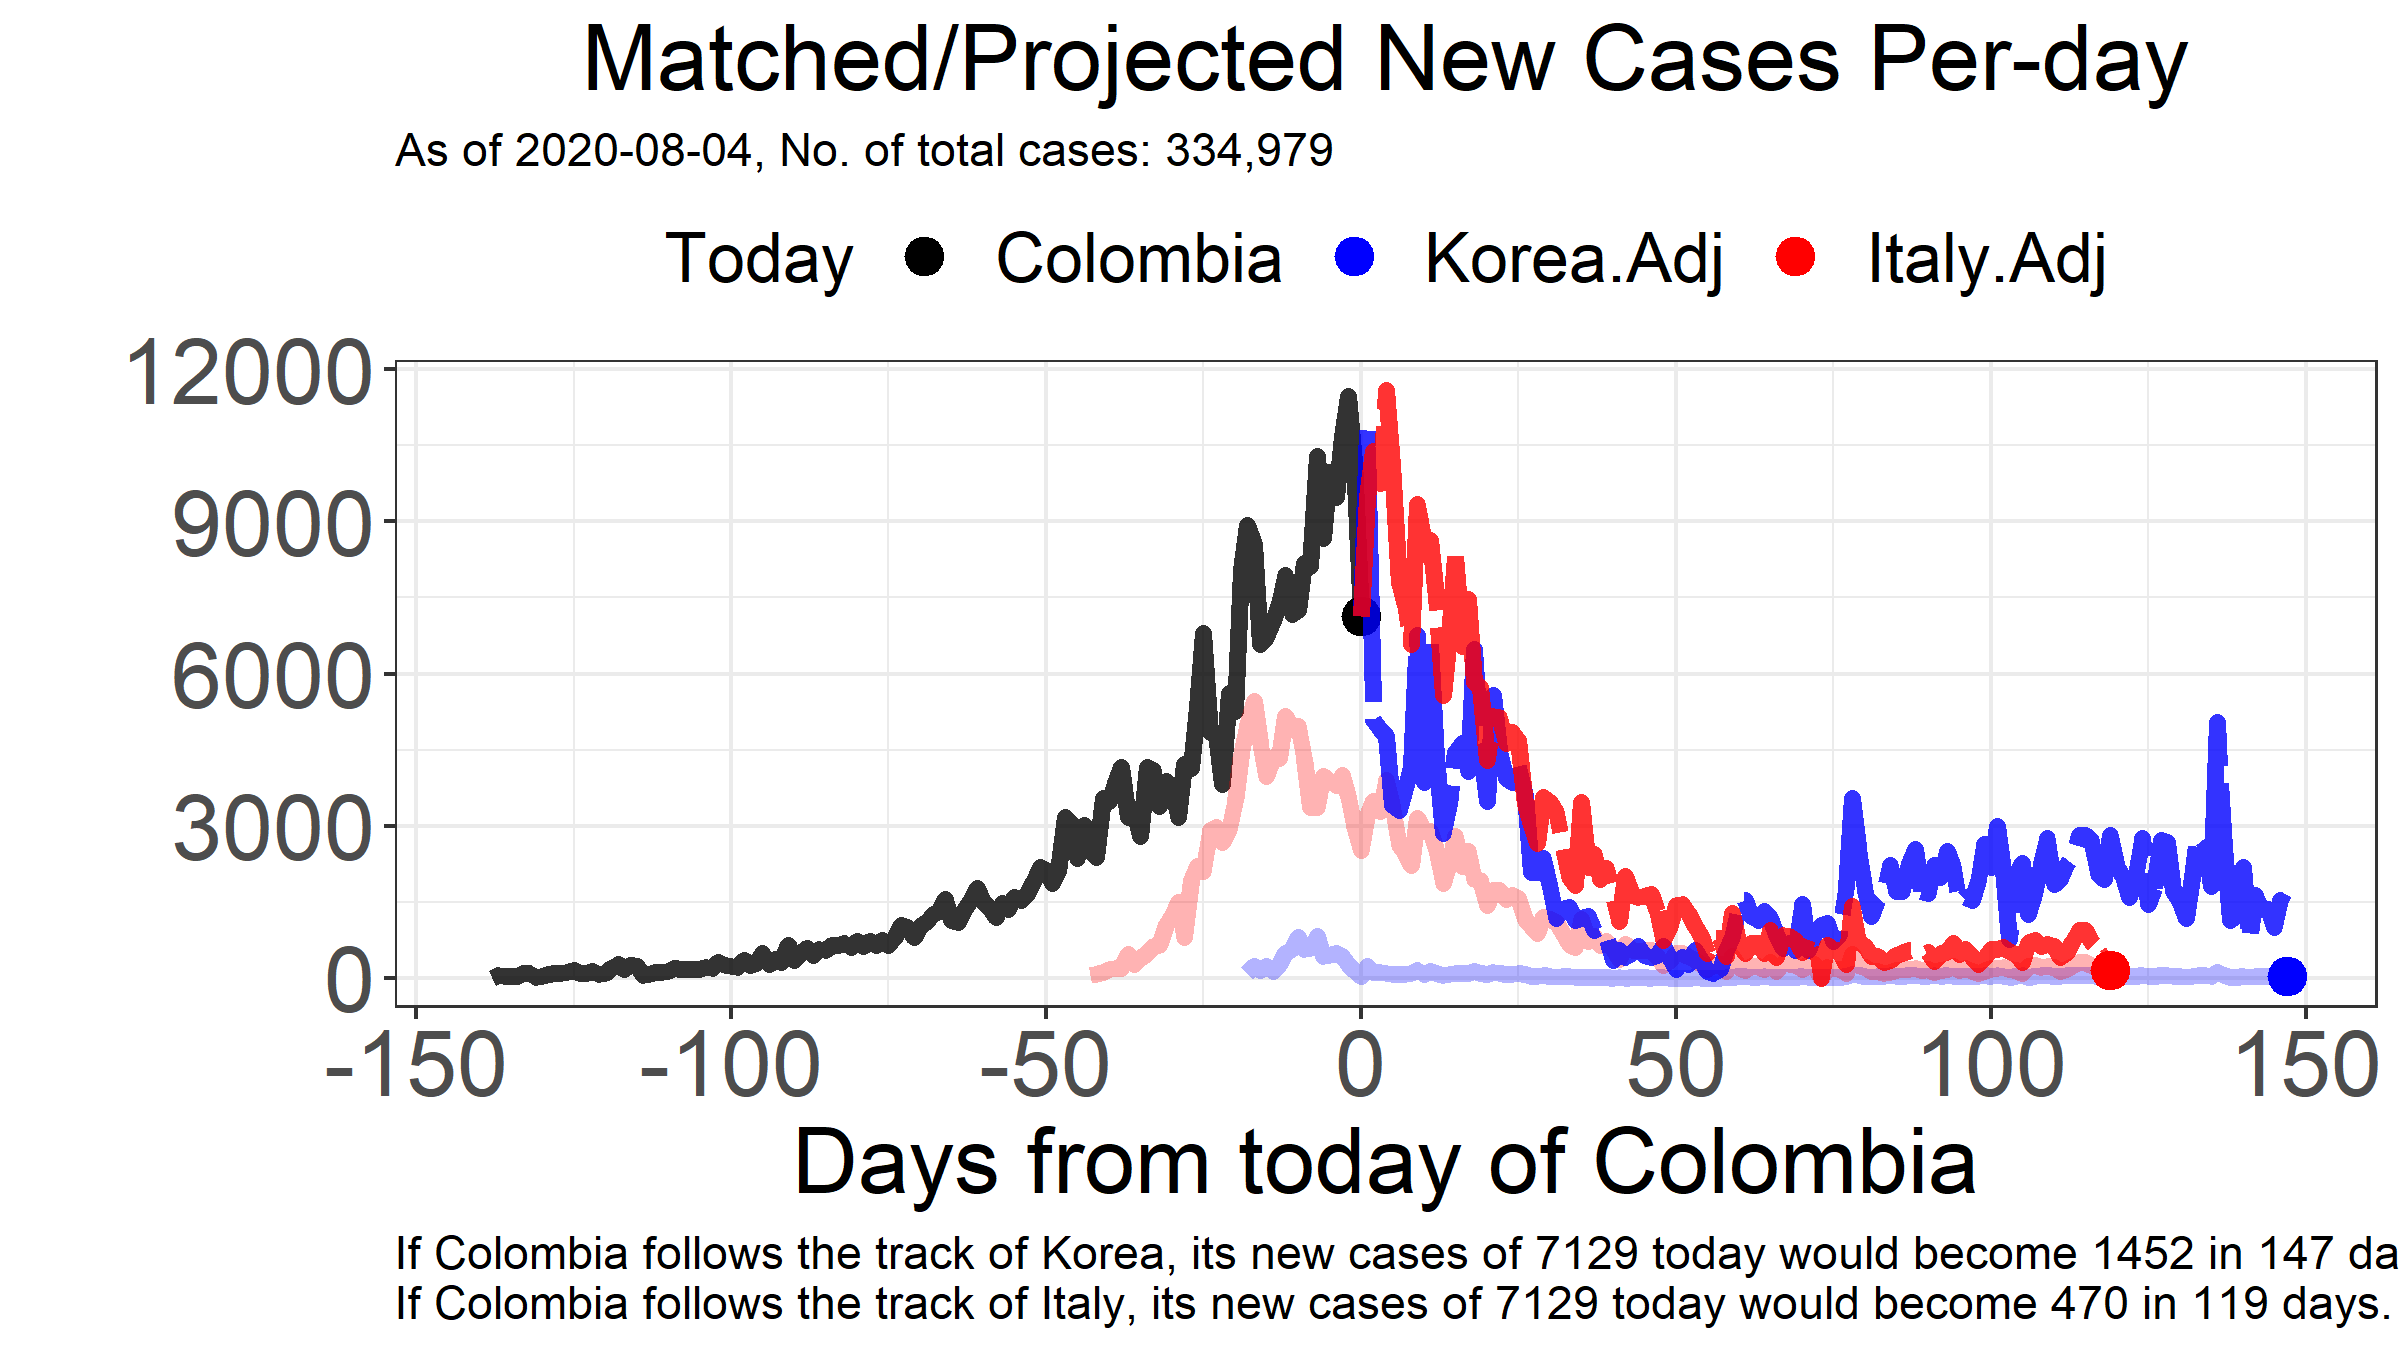 Matched/Projected New Cases Per-day
As of 2020-08-04, No. of total cases: 334,979
Today Colombia Korea.Adj Italy.Adj
12000
9000
6000
3000
0
-150 -100 -50 0 50 100 150
Days from today of Colombia
If Colombia follows the track of Korea, its new cases of 7129 today would become 1452 in 147 da
If Colombia follows the track of Italy, its new cases of 7129 today would become 470 in 119 days.